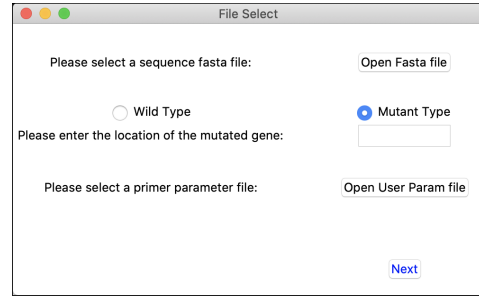 File Select
Please select a sequence fasta file: Open Fasta file
Wild Type Mutant Type
Please enter the location of the mutated gene:
Please select a primer parameter file: Open User Param file
Next